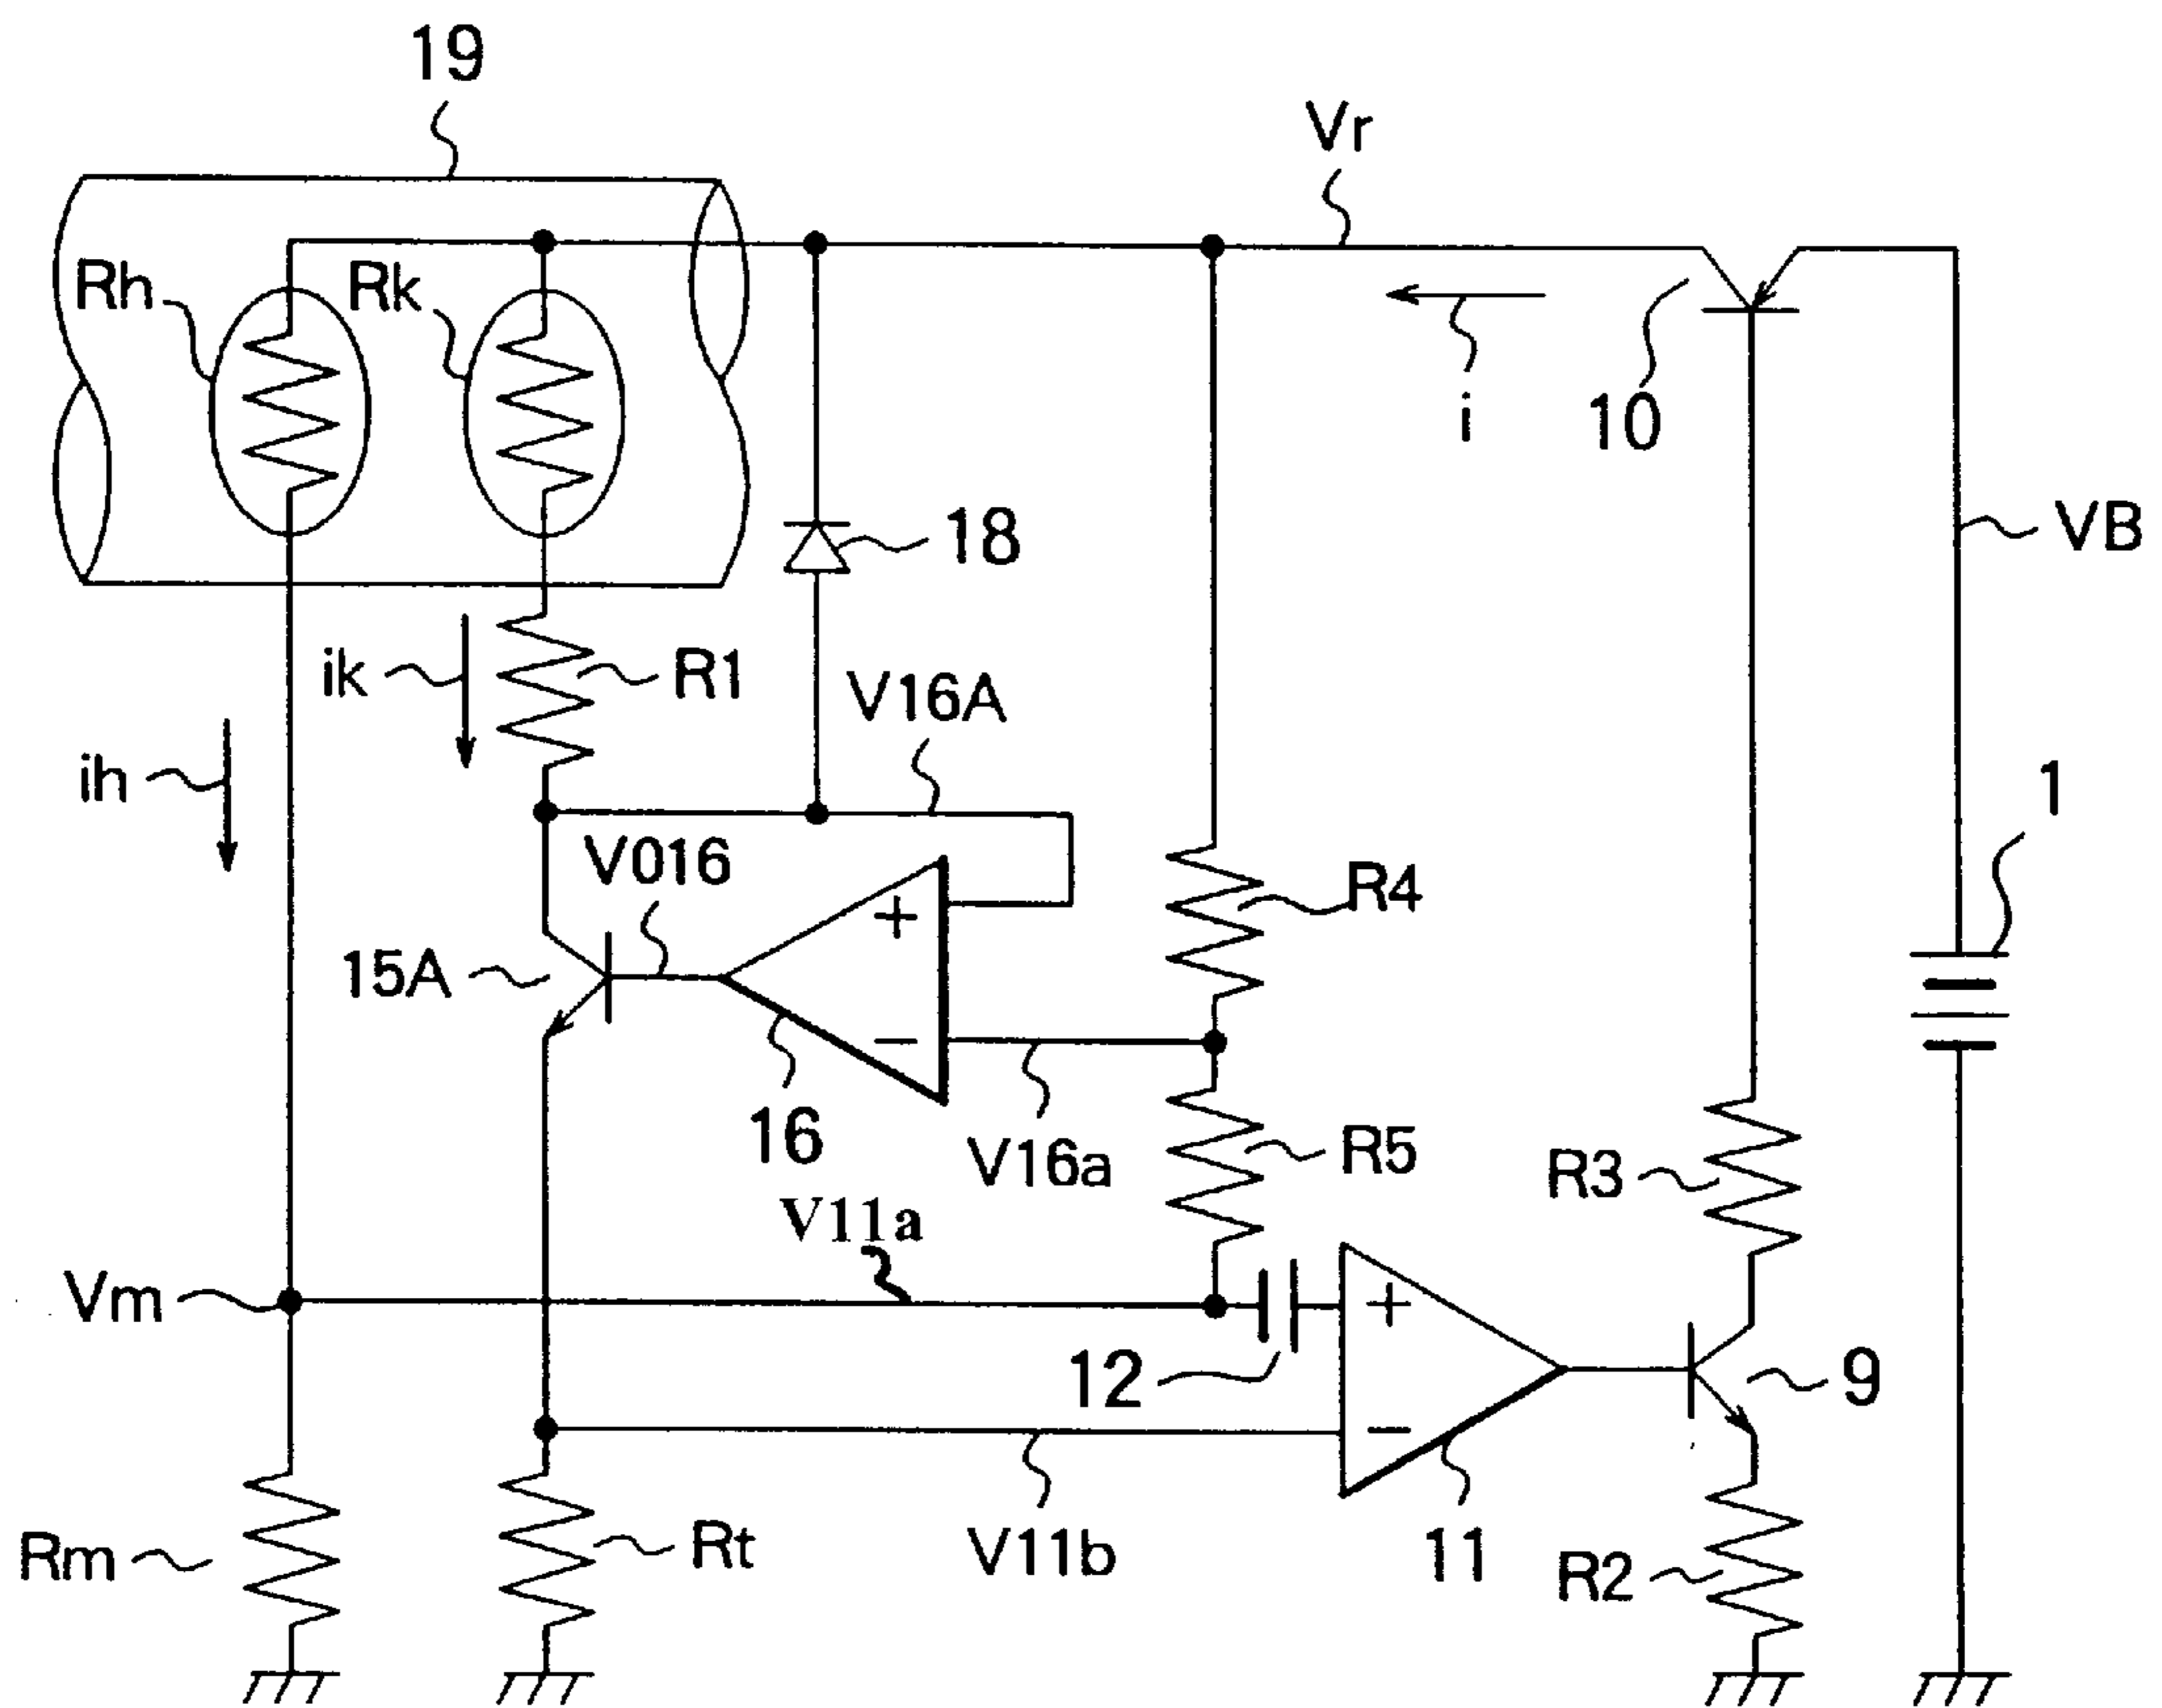 19
Vr
Rh
Rk
i
10
18
VB
ik
R1
V16A
ih
1
V016
+
R4
15A
−
16
V16a
R5
R3
V11a
Vm
+
12
9
−
Rm
Rt
V11b
11
R2